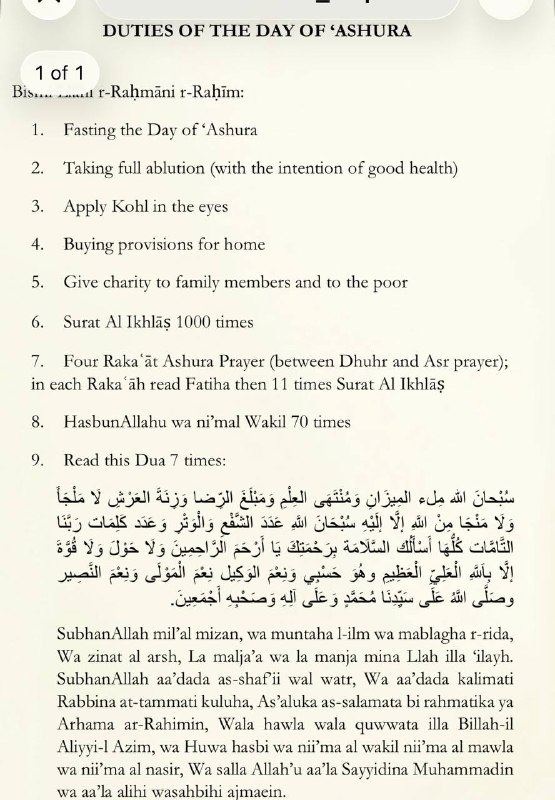 DUTIES OF THE DAY OF ‘ASHURA
1 of 1
r-Raḥmāni r-Raḥīm:
1. Fasting the Day of ‘Ashura
2. Taking full ablution (with the intention of good health)
3. Apply Kohl in the eyes
4. Buying provisions for home
5. Give charity to family members and to the poor
6. Surat Al Ikhlāṣ 1000 times
7. Four Raka‘āt Ashura Prayer (between Dhuhr and Asr prayer);
in each Raka‘āh read Fatiha then 11 times Surat Al Ikhlāṣ
8. HasbunAllahu wa ni’mal Wakil 70 times
9. Read this Dua 7 times:
سُبْحانَ الله مِلء المِيزَانِ وَمُنْتَهَى العِلْمِ وَمَبْلَغَ الرِّضا وَزِنَةَ العَرْشِ لَا مَلْجَأَ
وَلَا مَنْجَا مِنْ اللهِ إِلَّا إِلَيْهِ سُبْحَانَ اللهِ عَدَدَ الشَّفْعِ وَالْوَتْرِ وَعَدد كَلِمَات رَبِّنَا
التَّامَّات كُلِّهَا أَسْأَلُك السَّلَامَة بِرَحْمَتِكَ يَا أَرْحَمَ الرَّاحِمِينَ وَلَا حَوْلَ وَلَا قُوَّةَ
إِلَّا بِاَللهِ الْعَلِيِّ الْعَظِيمِ وهُوَ حَسْبِي وَنِعْمَ الوَكِيل نِعْمَ الْمَوْلَى وَنِعْمَ النَّصِير
وصَلَّى اللهُ عَلَى سَيِّدِنَا مُحَمَّدٍ وَعَلَى آلِهِ وَصَحْبِهِ أَجْمَعِينَ.
SubhanAllah mil’al mizan, wa muntaha l-ilm wa mablagha r-rida,
Wa zinat al arsh, La malja’a wa la manja mina Llah illa ‘ilayh.
SubhanAllah aa’dada as-shaf’ii wal watr, Wa aa’dada kalimati
Rabbina at-tammati kuluha, As’aluka as-salamata bi rahmatika ya
Arhama ar-Rahimin, Wala hawla wala quwwata illa Billah-il
Aliyyi-l Azim, wa Huwa hasbi wa nii’ma al wakil nii’ma al mawla
wa nii’ma al nasir, Wa salla Allah’u aa’la Sayyidina Muhammadin
wa aa’la alihi wasahbihi ajmaein.